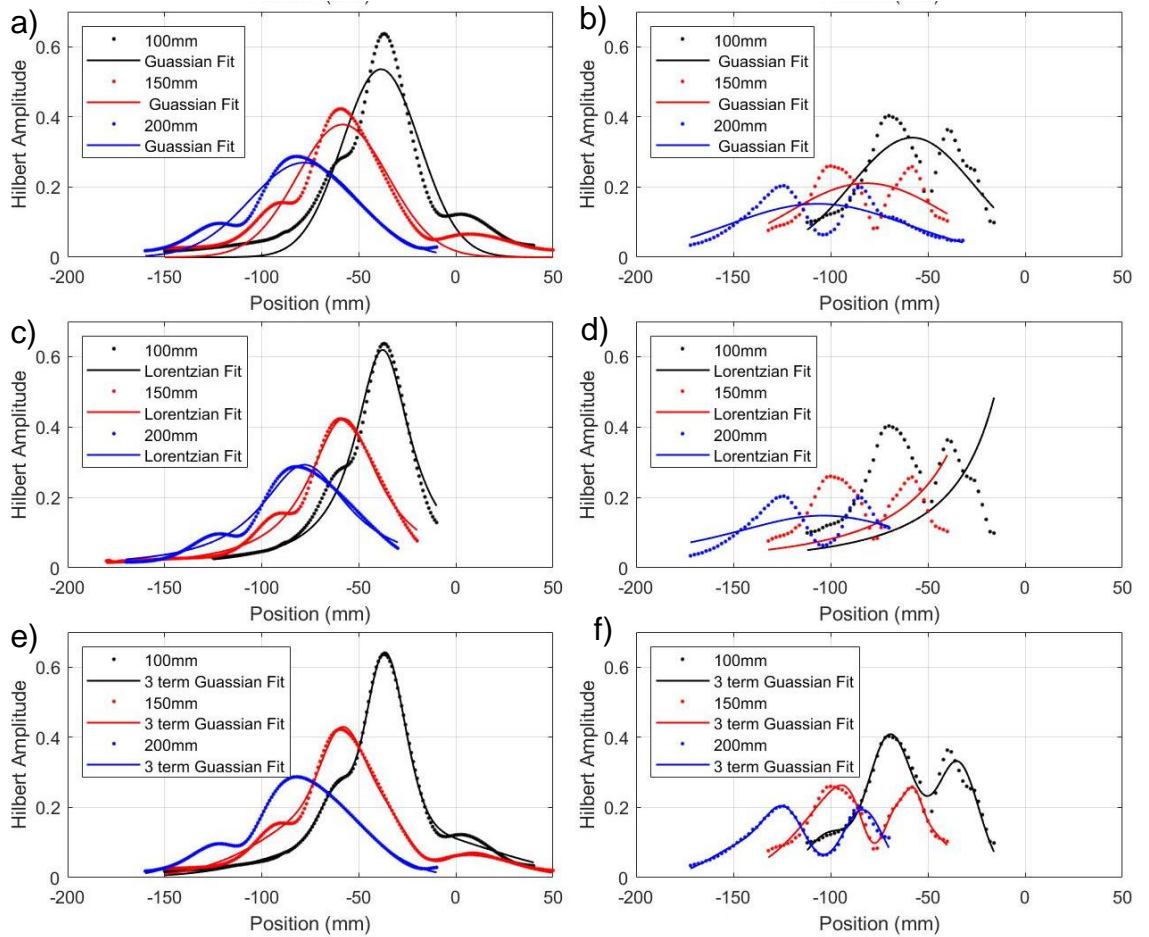 a)
0.6
0.4
0.2
0
Hilbert Amplitude
100mm
Guassian Fit
150mm
Guassian Fit
200mm
Guassian Fit
-200 -150 -100 -50 0 50
Position (mm)
b)
0.6
0.4
0.2
0
Hilbert Amplitude
100mm
Guassian Fit
150mm
Guassian Fit
200mm
Guassian Fit
-200 -150 -100 -50 0 50
Position (mm)
c)
0.6
0.4
0.2
0
Hilbert Amplitude
100mm
Lorentzian Fit
150mm
Lorentzian Fit
200mm
Lorentzian Fit
-200 -150 -100 -50 0 50
Position (mm)
d)
0.6
0.4
0.2
0
Hilbert Amplitude
100mm
Lorentzian Fit
150mm
Lorentzian Fit
200mm
Lorentzian Fit
-200 -150 -100 -50 0 50
Position (mm)
e)
0.6
0.4
0.2
0
Hilbert Amplitude
100mm
3 term Guassian Fit
150mm
3 term Guassian Fit
200mm
3 term Guassian Fit
-200 -150 -100 -50 0 50
Position (mm)
f)
0.6
0.4
0.2
0
Hilbert Amplitude
100mm
3 term Guassian Fit
150mm
3 term Guassian Fit
200mm
3 term Guassian Fit
-200 -150 -100 -50 0 50
Position (mm)